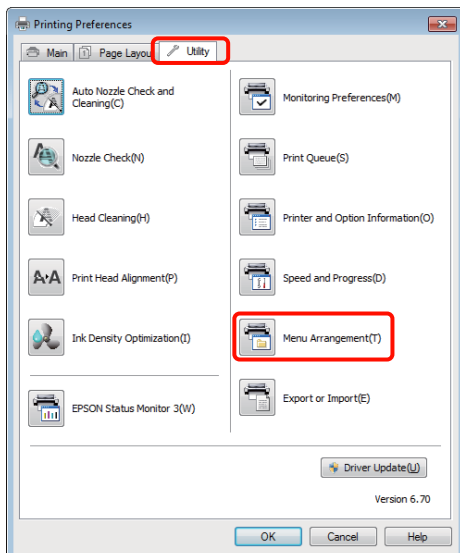 Printing Preferences
Main
Page Layou
Utility
Auto Nozzle Check and
Cleaning(C)
Nozzle Check(N)
Head Cleaning(H)
Print Head Alignment(P)
Ink Density Optimization(I)
EPSON Status Monitor 3(W)
Monitoring Preferences(M)
Print Queue(S)
Printer and Option Information(O)
Speed and Progress(D)
Menu Arrangement(T)
Export or Import(E)
Driver Update(U)
Version 6.70
OK
Cancel
Help